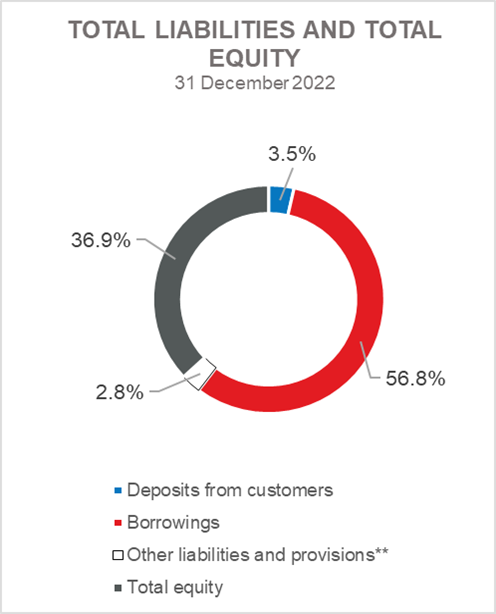 TOTAL LIABILITIES AND TOTAL
EQUITY
31 December 2022
3.5%
36.9%
56.8%
2.8%
Deposits from customers
Borrowings
Other liabilities and provisions**
Total equity